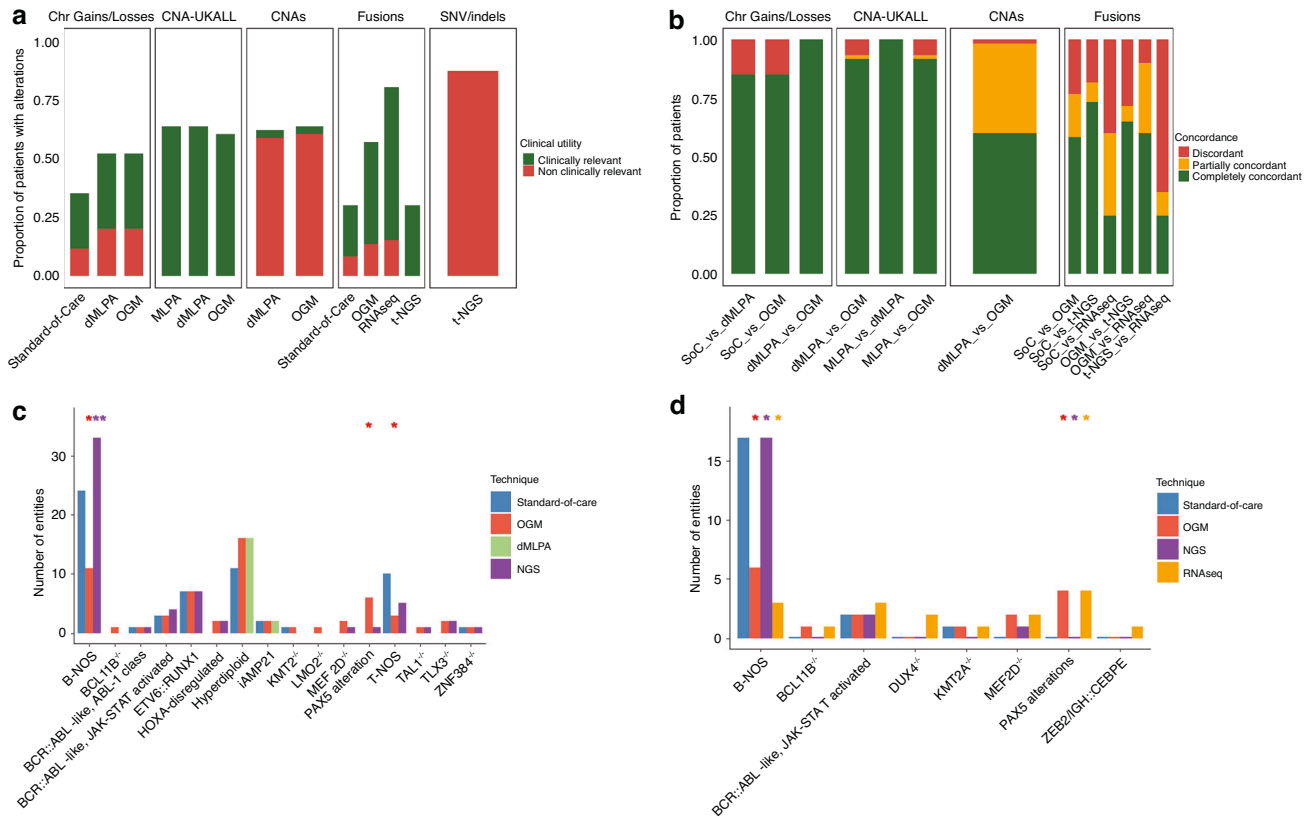 a
Chr Gains/Losses
CNA-UKALL
CNAs
Fusions
SNV/indels
Proportion of patients with alterations
1.00
0.75
0.50
0.25
0.00
Standard-of-Care
dMLPA
OGM
MLPA
dMLPA
OGM
dMLPA
OGM
Standard-of-Care
OGM
RNAseq
t-NGS
t-NGS
Clinical utility
Clinically relevant
Non clinically relevant
b
Chr Gains/Losses
CNA-UKALL
CNAs
Fusions
Proportion of patients
1.00
0.75
0.50
0.25
0.00
SoC_vs_dMLPA
SoC_vs_OGM
dMLPA_vs_OGM
dMLPA_vs_OGM
MLPA_vs_dMLPA
MLPA_vs_OGM
dMLPA_vs_OGM
SoC_vs_OGM
SoC_vs_t-NGS
SoC_vs_RNAseq
OGM_vs_t-NGS
OGM_vs_RNAseq
t-NGS_vs_RNAseq
Concordance
Discordant
Partially concordant
Completely concordant
c
* * *
*
*
Number of entities
30
20
10
0
B-NOS
BCL11B-/-
BCR::ABL -like, ABL-1 class
BCR::ABL -like, JAK-STAT activated
ETV6::RUNX1
HOXA-disregulated
Hyperdiploid
iAMP21
KMT2-/-
LMO2-/-
MEF 2D-/-
PAX5 alteration
T-NOS
TAL1-/-
TLX3-/-
ZNF384-/-
Technique
Standard-of-care
OGM
dMLPA
NGS
d
* * *
* * *
Number of entities
15
10
5
0
B-NOS
BCL11B-/-
BCR::ABL -like, JAK-STA T activated
DUX4-/-
KMT2A-/-
MEF2D-/-
PAX5 alterations
ZEB2/IGH::CEBPE
Technique
Standard-of-care
OGM
NGS
RNAseq